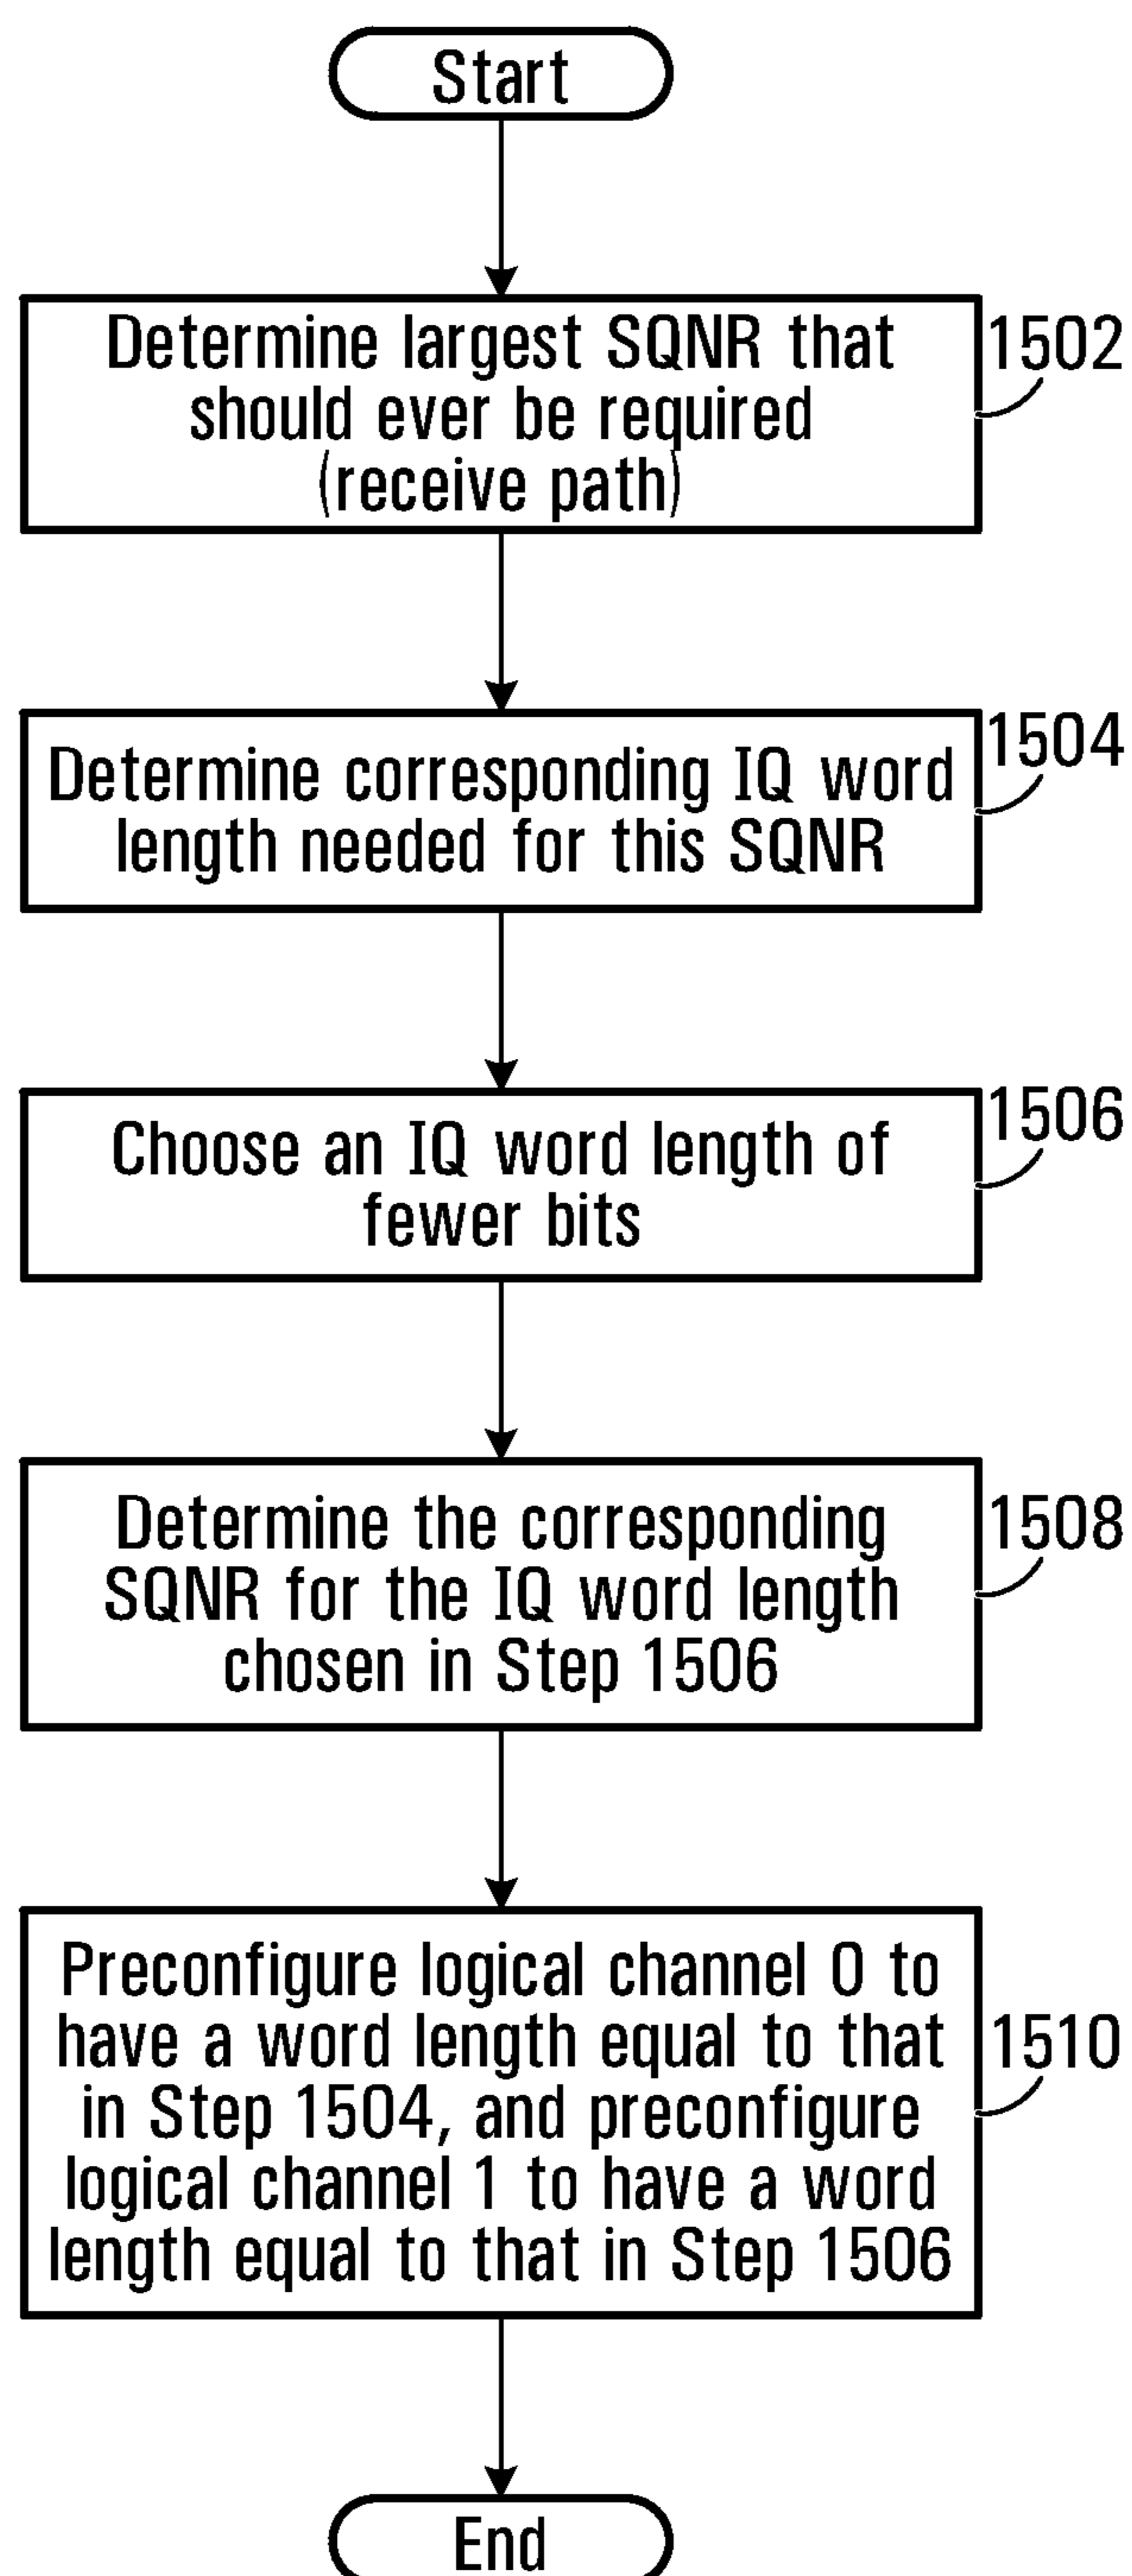 Start
Determine largest SQNR that
should ever be required
(receive path)
1502
Determine corresponding IQ word
length needed for this SQNR
1504
Choose an IQ word length of
fewer bits
1506
Determine the corresponding
SQNR for the IQ word length
chosen in Step 1506
1508
Preconfigure logical channel 0 to
have a word length equal to that
in Step 1504, and preconfigure
logical channel 1 to have a word
length equal to that in Step 1506
1510
End